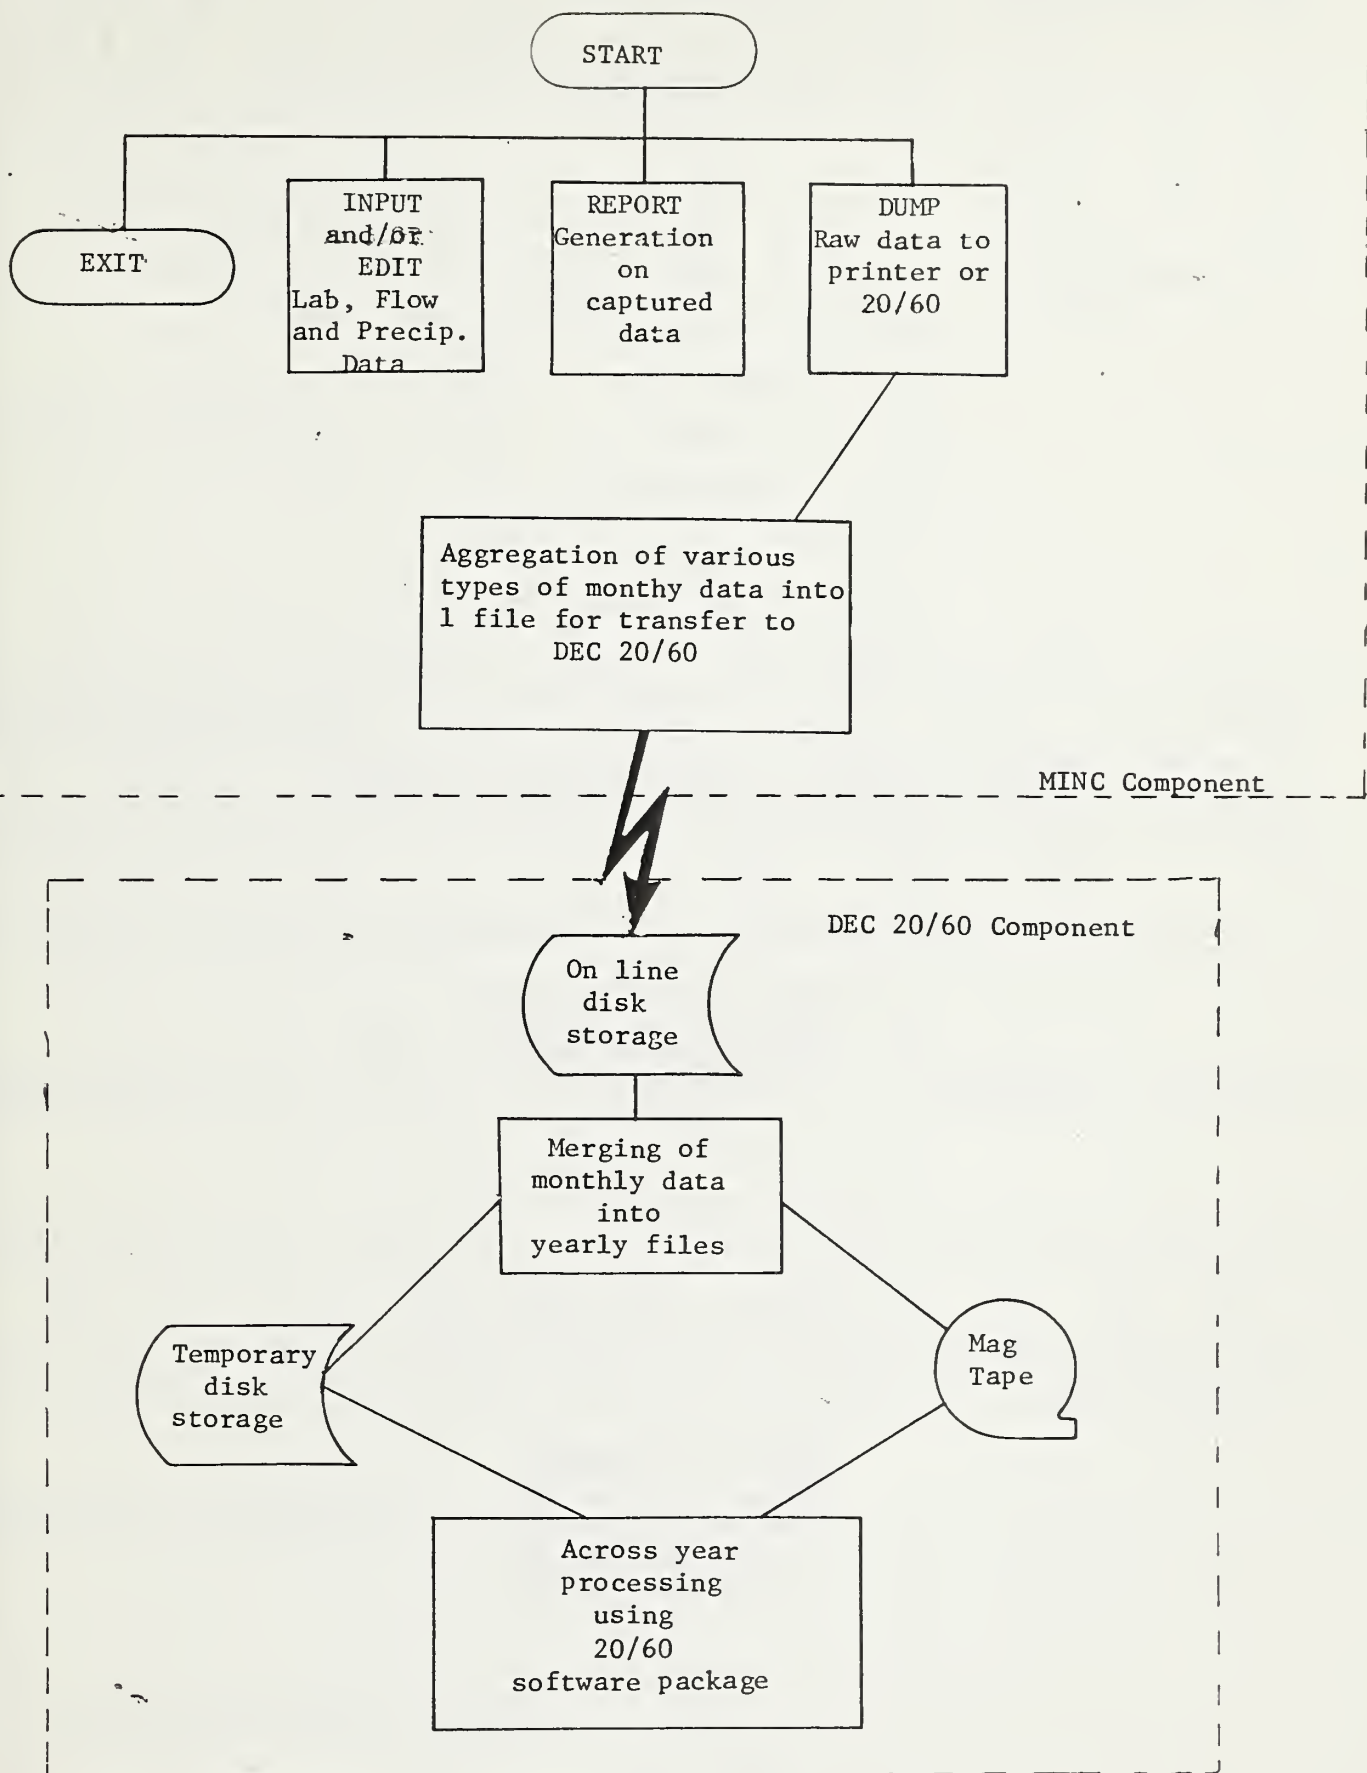 START
EXIT
INPUT
and/or
EDIT
Lab, Flow
and Precip.
Data
REPORT
Generation
on
captured
data
DUMP
Raw data to
printer or
20/60
Aggregation of various
types of monthy data into
1 file for transfer to
DEC 20/60
MINC Component
DEC 20/60 Component
On line
disk
storage
Merging of
monthly data
into
yearly files
Temporary
disk
storage
Mag
Tape
Across year
processing
using
20/60
software package